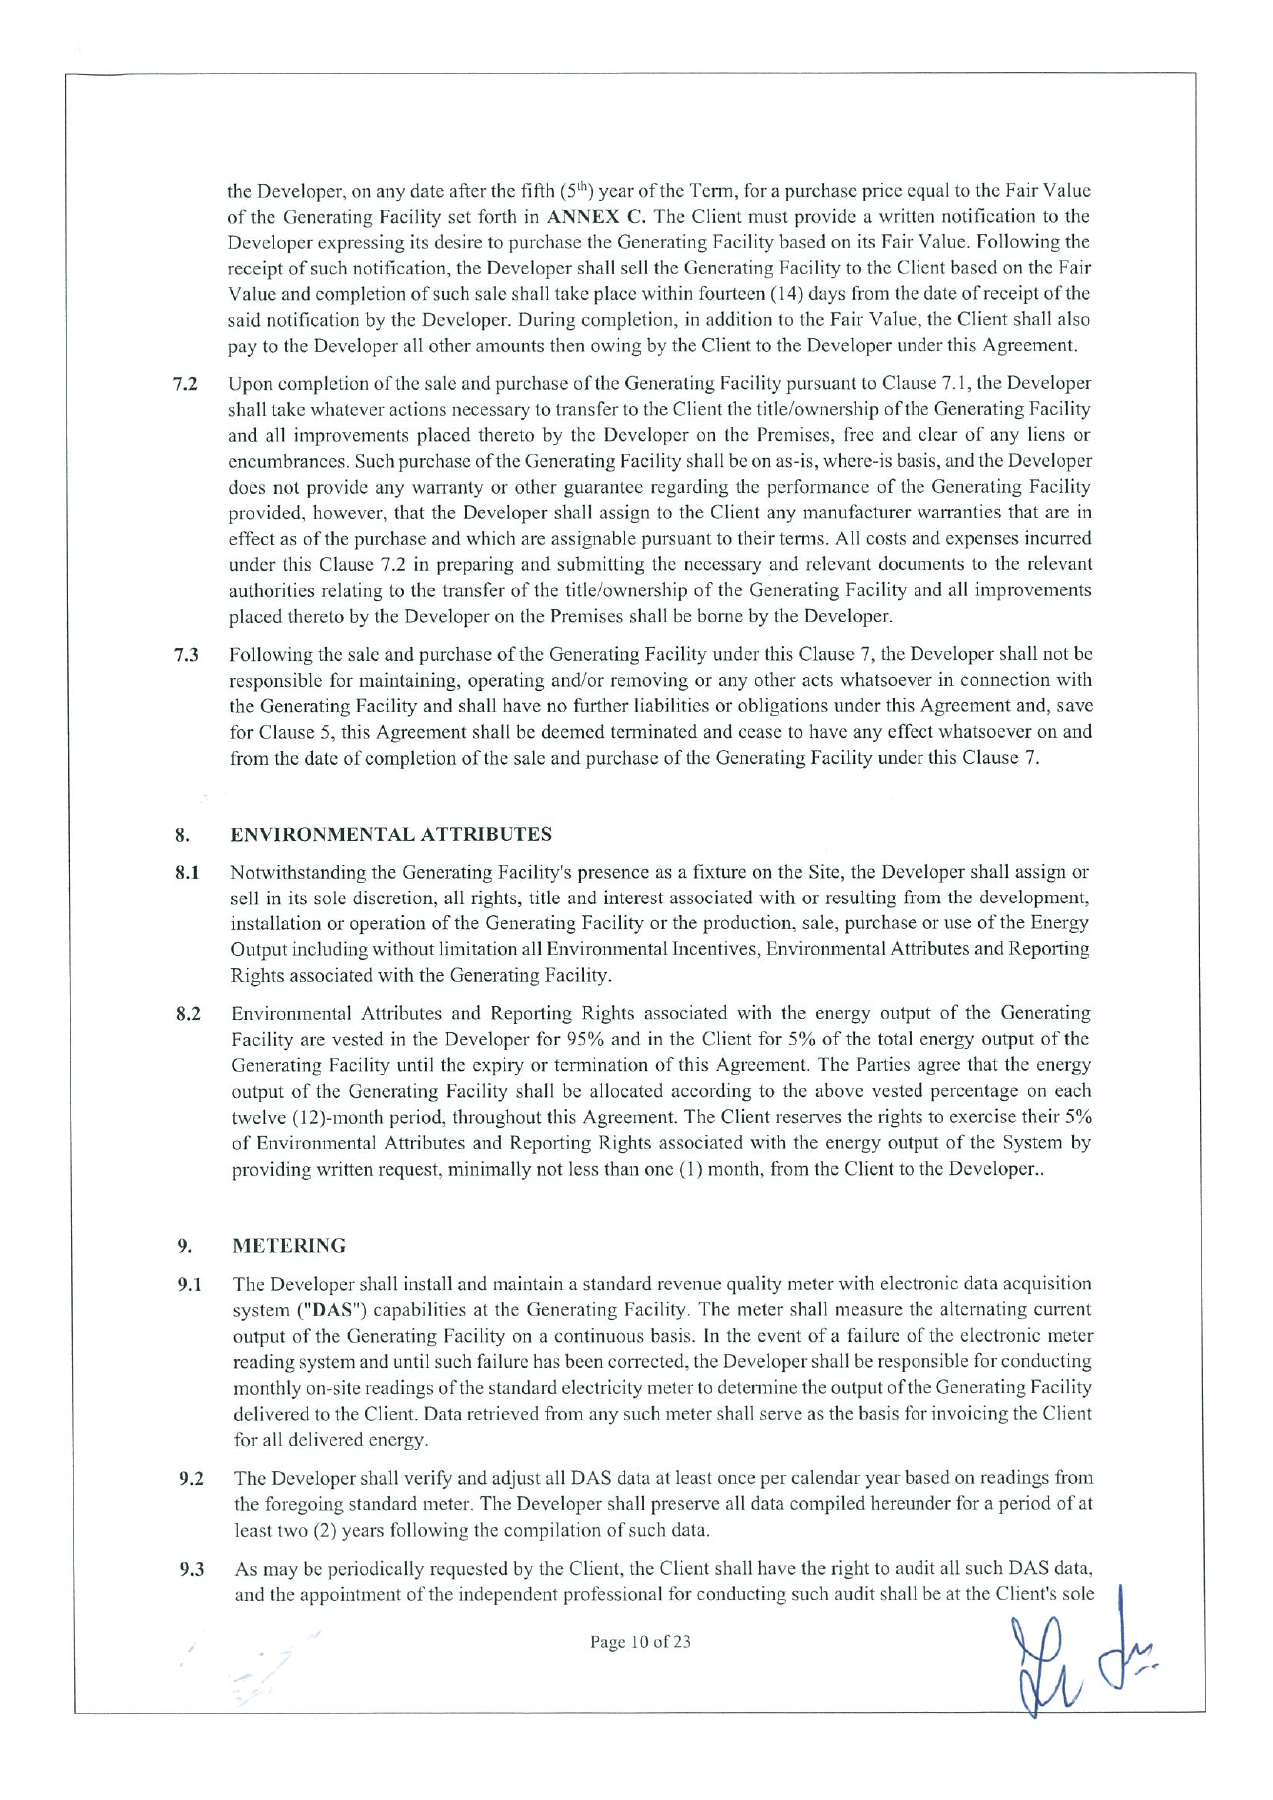 the Developer, on any date after the fifth (5th) year of the Term, for a purchase price equal to the Fair Value
of the Generating Facility set forth in ANNEX C. The Client must provide a written notification to the
Developer expressing its desire to purchase the Generating Facility based on its Fair Value. Following the
receipt of such notification, the Developer shall sell the Generating Facility to the Client based on the Fair
Value and completion of such sale shall take place within fourteen (14) days from the date of receipt of the
said notification by the Developer. During completion, in addition to the Fair Value, the Client shall also
pay to the Developer all other amounts then owing by the Client to the Developer under this Agreement.
7.2 Upon completion of the sale and purchase of the Generating Facility pursuant to Clause 7.1, the Developer
shall take whatever actions necessary to transfer to the Client the title/ownership of the Generating Facility
and all improvements placed thereto by the Developer on the Premises, free and clear of any liens or
encumbrances. Such purchase of the Generating Facility shall be on as-is, where-is basis, and the Developer
does not provide any warranty or other guarantee regarding the performance of the Generating Facility
provided, however, that the Developer shall assign to the Client any manufacturer warranties that are in
effect as of the purchase and which are assignable pursuant to their terms. All costs and expenses incurred
under this Clause 7.2 in preparing and submitting the necessary and relevant documents to the relevant
authorities relating to the transfer of the title/ownership of the Generating Facility and all improvements
placed thereto by the Developer on the Premises shall be borne by the Developer.
7.3 Following the sale and purchase of the Generating Facility under this Clause 7, the Developer shall not be
responsible for maintaining, operating and/or removing or any other acts whatsoever in connection with
the Generating Facility and shall have no further liabilities or obligations under this Agreement and, save
for Clause 5, this Agreement shall be deemed terminated and cease to have any effect whatsoever on and
from the date of completion of the sale and purchase of the Generating Facility under this Clause 7.
8. ENVIRONMENTAL ATTRIBUTES
8.1 Notwithstanding the Generating Facility's presence as a fixture on the Site, the Developer shall assign or
sell in its sole discretion, all rights, title and interest associated with or resulting from the development,
installation or operation of the Generating Facility or the production, sale, purchase or use of the Energy
Output including without limitation all Environmental Incentives, Environmental Attributes and Reporting
Rights associated with the Generating Facility.
8.2 Environmental Attributes and Reporting Rights associated with the energy output of the Generating
Facility are vested in the Developer for 95% and in the Client for 5% of the total energy output of the
Generating Facility until the expiry or termination of this Agreement. The Parties agree that the energy
output of the Generating Facility shall be allocated according to the above vested percentage on each
twelve (12)-month period, throughout this Agreement. The Client reserves the rights to exercise their 5%
of Environmental Attributes and Reporting Rights associated with the energy output of the System by
providing written request, minimally not less than one (1) month, from the Client to the Developer..
9. METERING
9.1 The Developer shall install and maintain a standard revenue quality meter with electronic data acquisition
system ("DAS") capabilities at the Generating Facility. The meter shall measure the alternating current
output of the Generating Facility on a continuous basis. In the event of a failure of the electronic meter
reading system and until such failure has been corrected, the Developer shall be responsible for conducting
monthly on-site readings of the standard electricity meter to determine the output of the Generating Facility
delivered to the Client. Data retrieved from any such meter shall serve as the basis for invoicing the Client
for all delivered energy.
9.2 The Developer shall verify and adjust all DAS data at least once per calendar year based on readings from
the foregoing standard meter. The Developer shall preserve all data compiled hereunder for a period of at
least two (2) years following the compilation of such data.
9.3 As may be periodically requested by the Client, the Client shall have the right to audit all such DAS data,
and the appointment of the independent professional for conducting such audit shall be at the Client's sole
Page 10 of 23